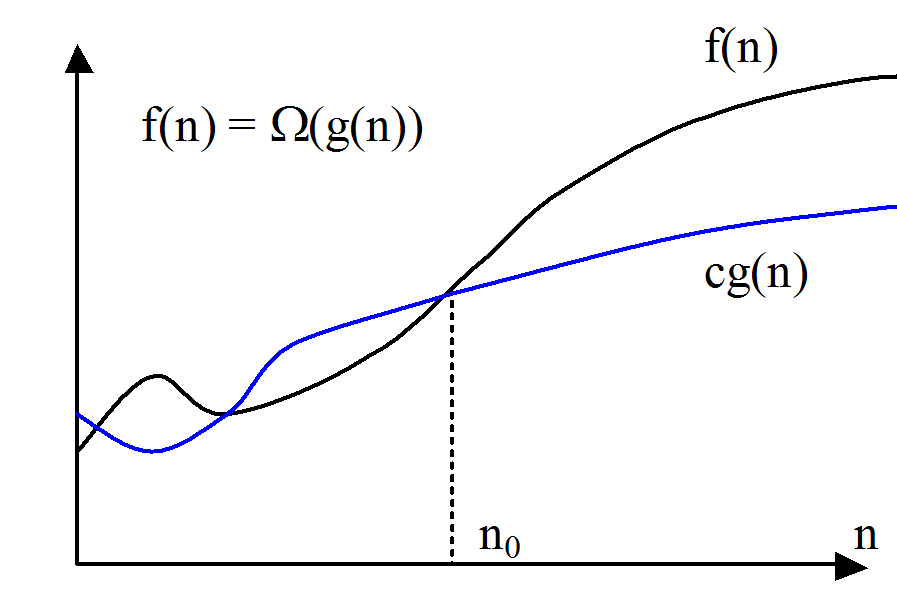 f(n)
f(n) = Ω(g(n))
cg(n)
n₀
n